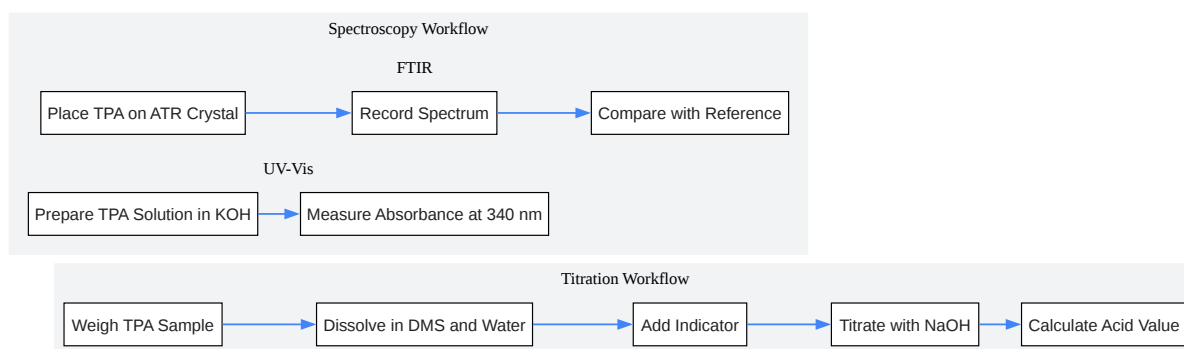 Spectroscopy Workflow
FTIR
Place TPA on ATR Crystal
Record Spectrum
Compare with Reference
UV-Vis
Prepare TPA Solution in KOH
Measure Absorbance at 340 nm
Titration Workflow
Weigh TPA Sample
Dissolve in DMS and Water
Add Indicator
Titrate with NaOH
Calculate Acid Value